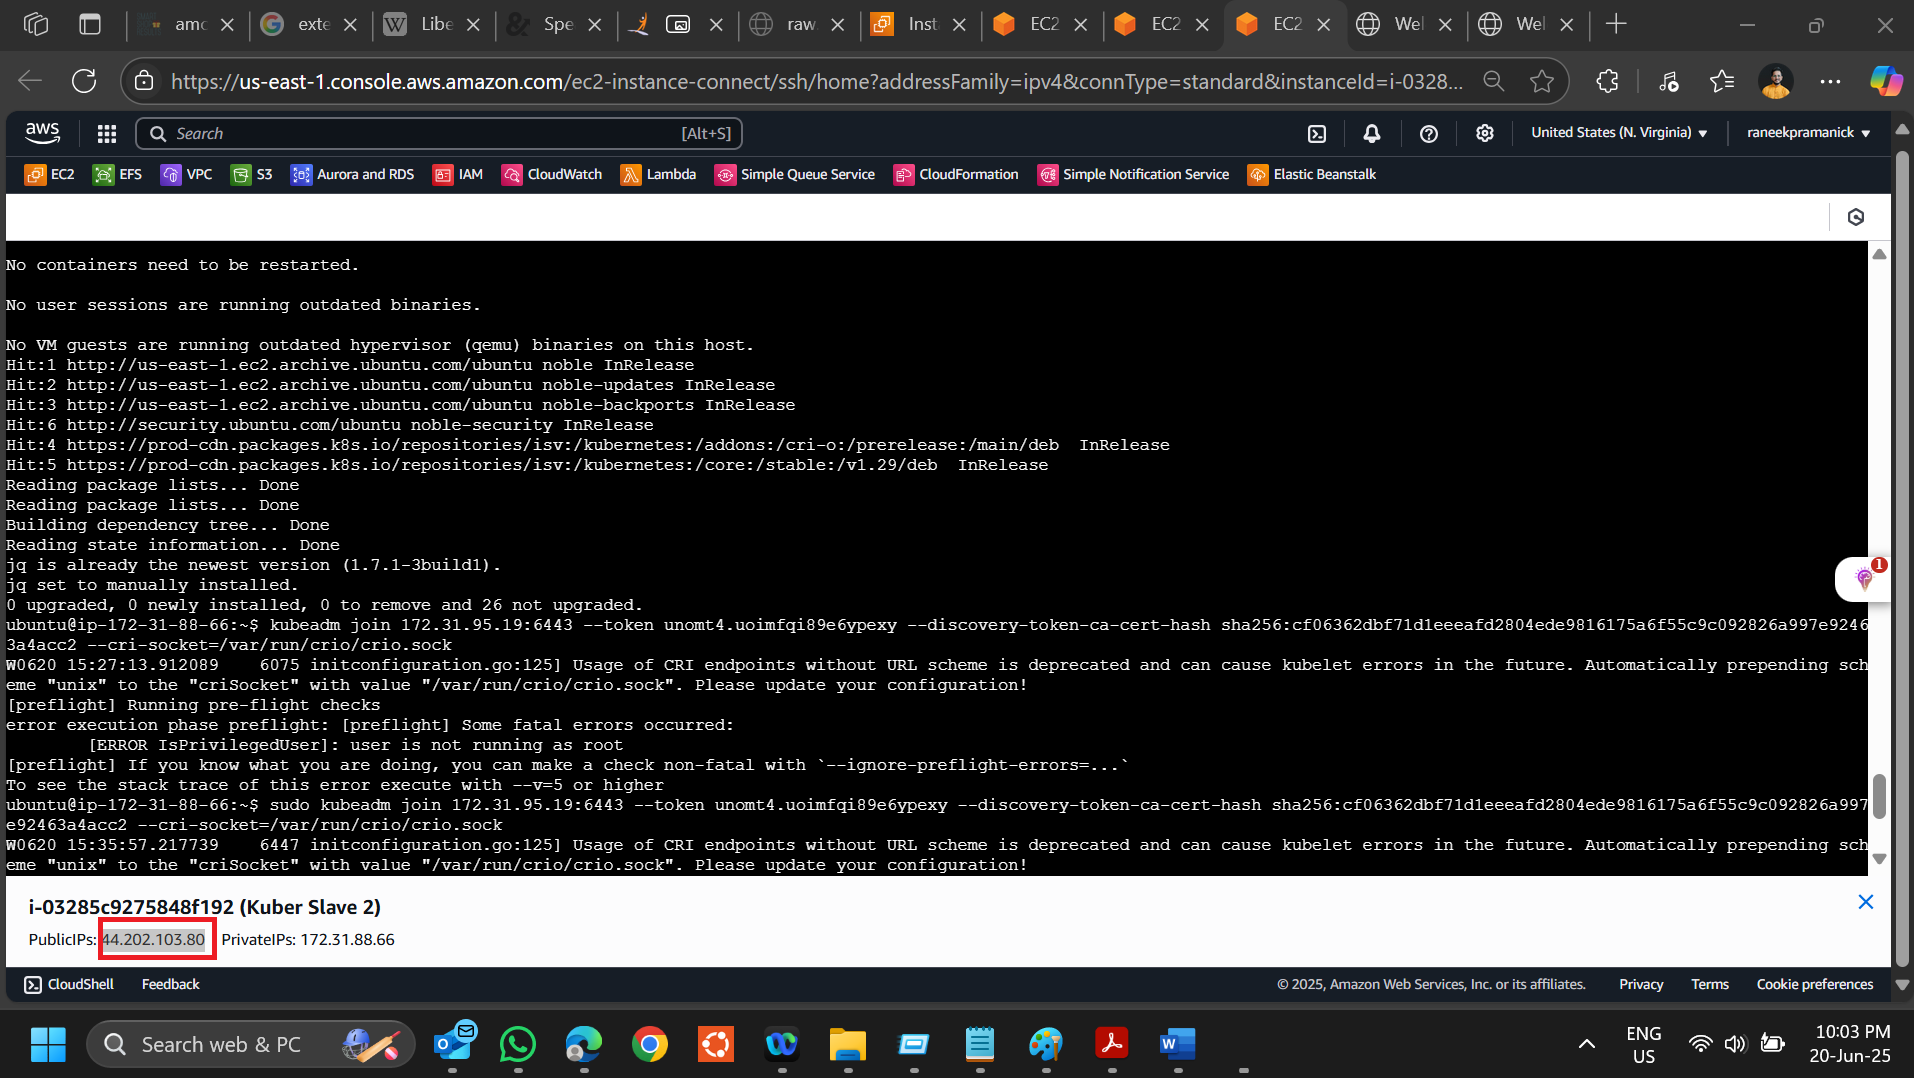 amc
exte
Libe
Spe
raw.
Inst
EC2
EC2
EC2
Wel
Wel
https://us-east-1.console.aws.amazon.com/ec2-instance-connect/ssh/home?addressFamily=ipv4&connType=standard&instanceId=i-0328...
aws
Search [Alt+S]
United States (N. Virginia)
raneekpramanick
EC2 EFS VPC S3 Aurora and RDS IAM CloudWatch Lambda Simple Queue Service CloudFormation Simple Notification Service Elastic Beanstalk
No containers need to be restarted.
No user sessions are running outdated binaries.
No VM guests are running outdated hypervisor (qemu) binaries on this host.
Hit:1 http://us-east-1.ec2.archive.ubuntu.com/ubuntu noble InRelease
Hit:2 http://us-east-1.ec2.archive.ubuntu.com/ubuntu noble-updates InRelease
Hit:3 http://us-east-1.ec2.archive.ubuntu.com/ubuntu noble-backports InRelease
Hit:6 http://security.ubuntu.com/ubuntu noble-security InRelease
Hit:4 https://prod-cdn.packages.k8s.io/repositories/isv:/kubernetes:/addons:/cri-o:/prerelease:/main/deb  InRelease
Hit:5 https://prod-cdn.packages.k8s.io/repositories/isv:/kubernetes:/core:/stable:/v1.29/deb  InRelease
Reading package lists... Done
Reading package lists... Done
Building dependency tree... Done
Reading state information... Done
jq is already the newest version (1.7.1-3build1).
jq set to manually installed.
0 upgraded, 0 newly installed, 0 to remove and 26 not upgraded.
ubuntu@ip-172-31-88-66:~$ kubeadm join 172.31.95.19:6443 --token unomt4.uoimfqi89e6ypexy --discovery-token-ca-cert-hash sha256:cf06362dbf71d1eeeafd2804ede9816175a6f55c9c092826a997e9246
3a4acc2 --cri-socket=/var/run/crio/crio.sock
W0620 15:27:13.912089    6075 initconfiguration.go:125] Usage of CRI endpoints without URL scheme is deprecated and can cause kubelet errors in the future. Automatically prepending sch
eme "unix" to the "criSocket" with value "/var/run/crio/crio.sock". Please update your configuration!
[preflight] Running pre-flight checks
error execution phase preflight: [preflight] Some fatal errors occurred:
[ERROR IsPrivilegedUser]: user is not running as root
[preflight] If you know what you are doing, you can make a check non-fatal with `--ignore-preflight-errors=...`
To see the stack trace of this error execute with --v=5 or higher
ubuntu@ip-172-31-88-66:~$ sudo kubeadm join 172.31.95.19:6443 --token unomt4.uoimfqi89e6ypexy --discovery-token-ca-cert-hash sha256:cf06362dbf71d1eeeafd2804ede9816175a6f55c9c092826a997
e92463a4acc2 --cri-socket=/var/run/crio/crio.sock
W0620 15:35:57.217739    6447 initconfiguration.go:125] Usage of CRI endpoints without URL scheme is deprecated and can cause kubelet errors in the future. Automatically prepending sch
eme "unix" to the "criSocket" with value "/var/run/crio/crio.sock". Please update your configuration!
1
i-03285c9275848f192 (Kuber Slave 2)
PublicIPs: 44.202.103.80 PrivateIPs: 172.31.88.66
CloudShell Feedback © 2025, Amazon Web Services, Inc. or its affiliates. Privacy Terms Cookie preferences
Search web & PC
ENG
US
10:03 PM
20-Jun-25